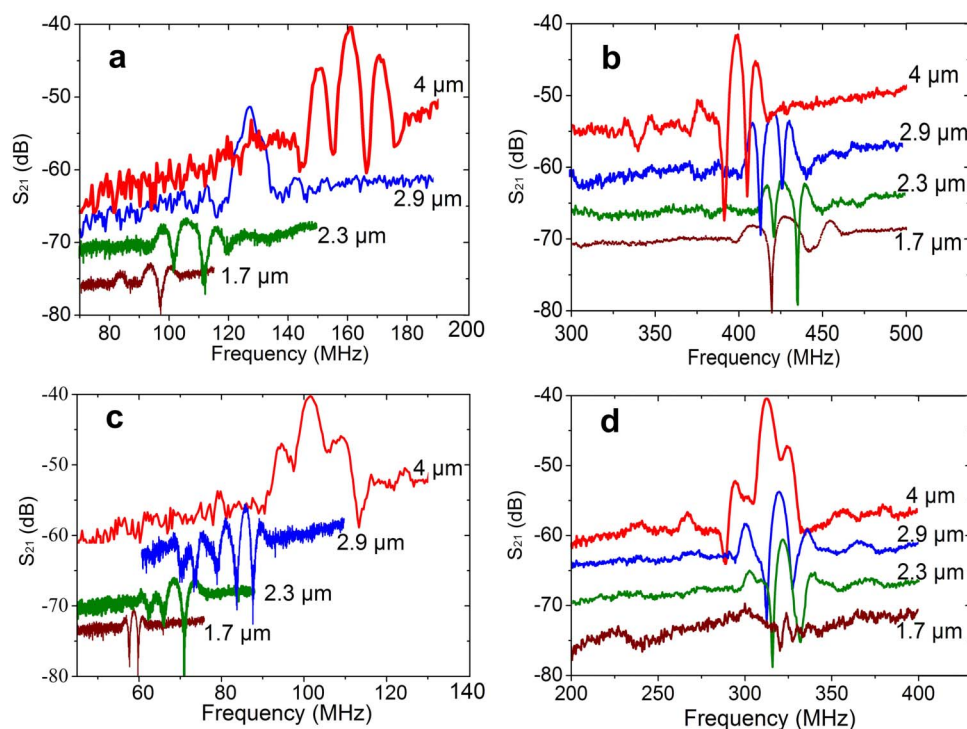 a
S21 (dB)
-40
-50
-60
-70
-80
4 µm
2.9 µm
2.3 µm
1.7 µm
80 100 120 140 160 180 200
Frequency (MHz)
b
S21 (dB)
-40
-50
-60
-70
-80
4 µm
2.9 µm
2.3 µm
1.7 µm
300 350 400 450 500
Frequency (MHz)
c
S21 (dB)
-40
-50
-60
-70
-80
4 µm
2.9 µm
2.3 µm
1.7 µm
60 80 100 120 140
Frequency (MHz)
d
S21 (dB)
-40
-50
-60
-70
-80
4 µm
2.9 µm
2.3 µm
1.7 µm
200 250 300 350 400
Frequency (MHz)